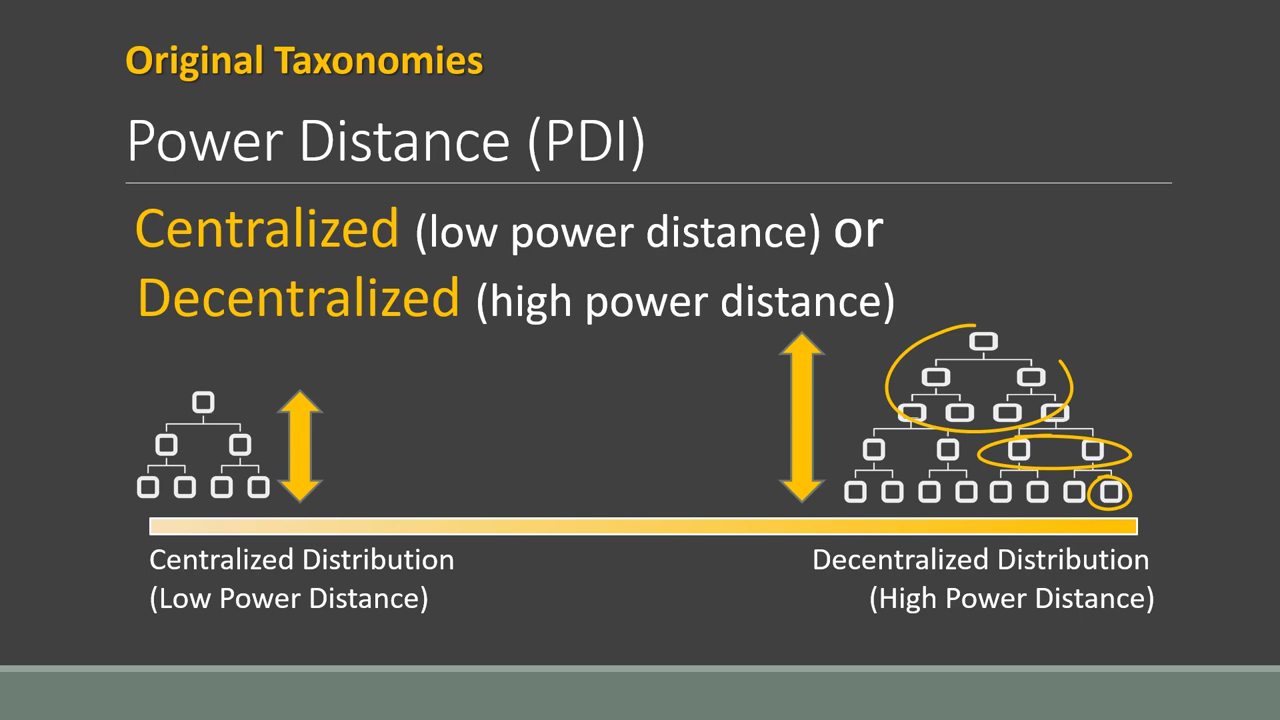 Original Taxonomies
Power Distance (PDI)
Centralized (low power distance) or
Decentralized (high power distance)
Centralized Distribution
(Low Power Distance)
Decentralized Distribution
(High Power Distance)